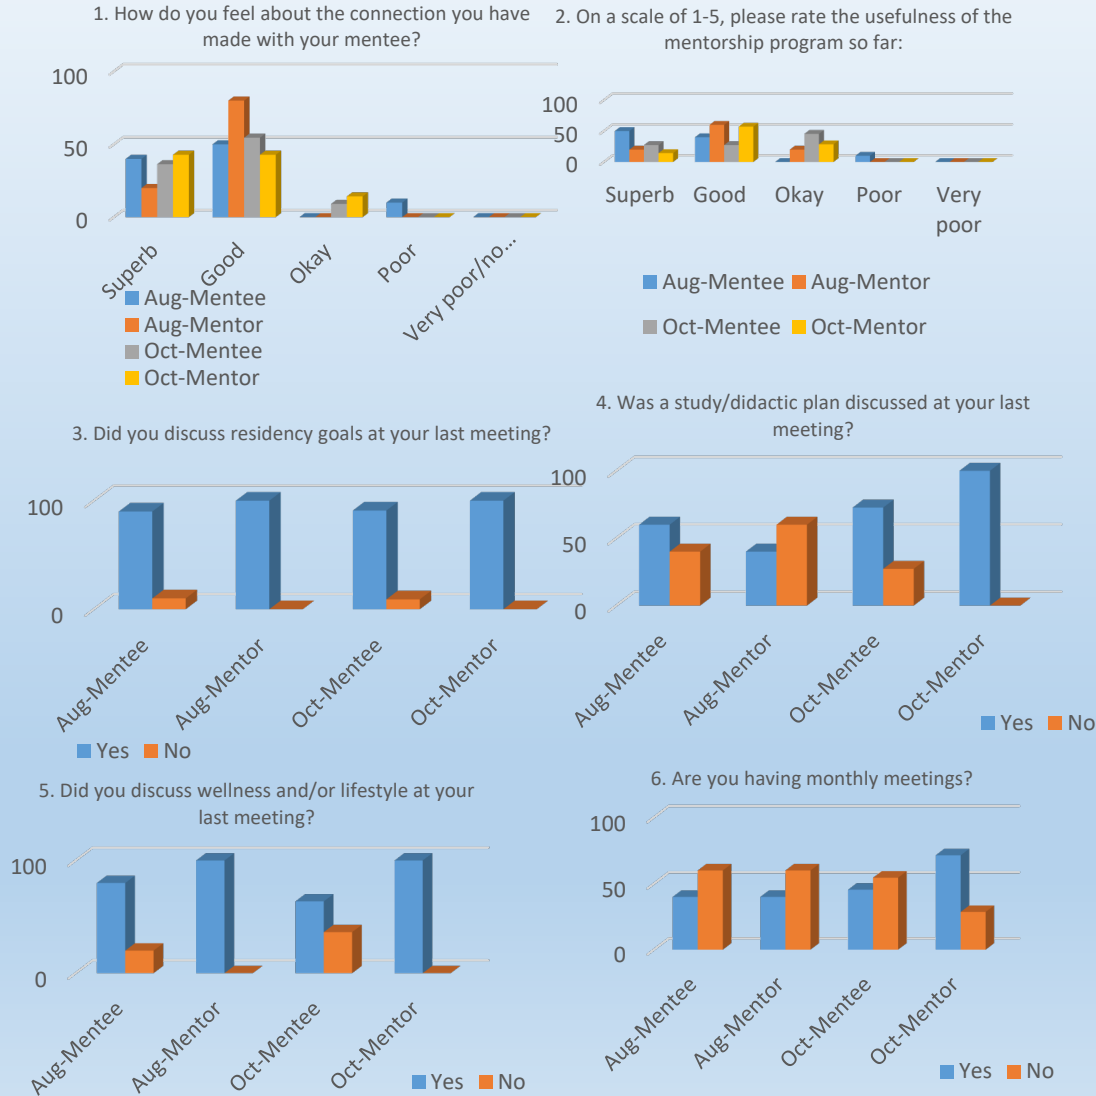 1. How do you feel about the connection you have
made with your mentee?
100
50
0
Superb
Good
Okay
Poor
Very poor/no...
Aug-Mentee
Aug-Mentor
Oct-Mentee
Oct-Mentor
2. On a scale of 1-5, please rate the usefulness of the
mentorship program so far:
100
50
0
Superb Good Okay Poor Very
poor
Aug-Mentee Aug-Mentor
Oct-Mentee Oct-Mentor
3. Did you discuss residency goals at your last meeting?
100
0
Aug-Mentee
Aug-Mentor
Oct-Mentee
Oct-Mentor
Yes No
4. Was a study/didactic plan discussed at your last
meeting?
100
50
0
Aug-Mentee
Aug-Mentor
Oct-Mentee
Oct-Mentor
Yes No
5. Did you discuss wellness and/or lifestyle at your
last meeting?
100
0
Aug-Mentee
Aug-Mentor
Oct-Mentee
Oct-Mentor
Yes No
6. Are you having monthly meetings?
100
50
0
Aug-Mentee
Aug-Mentor
Oct-Mentee
Oct-Mentor
Yes No